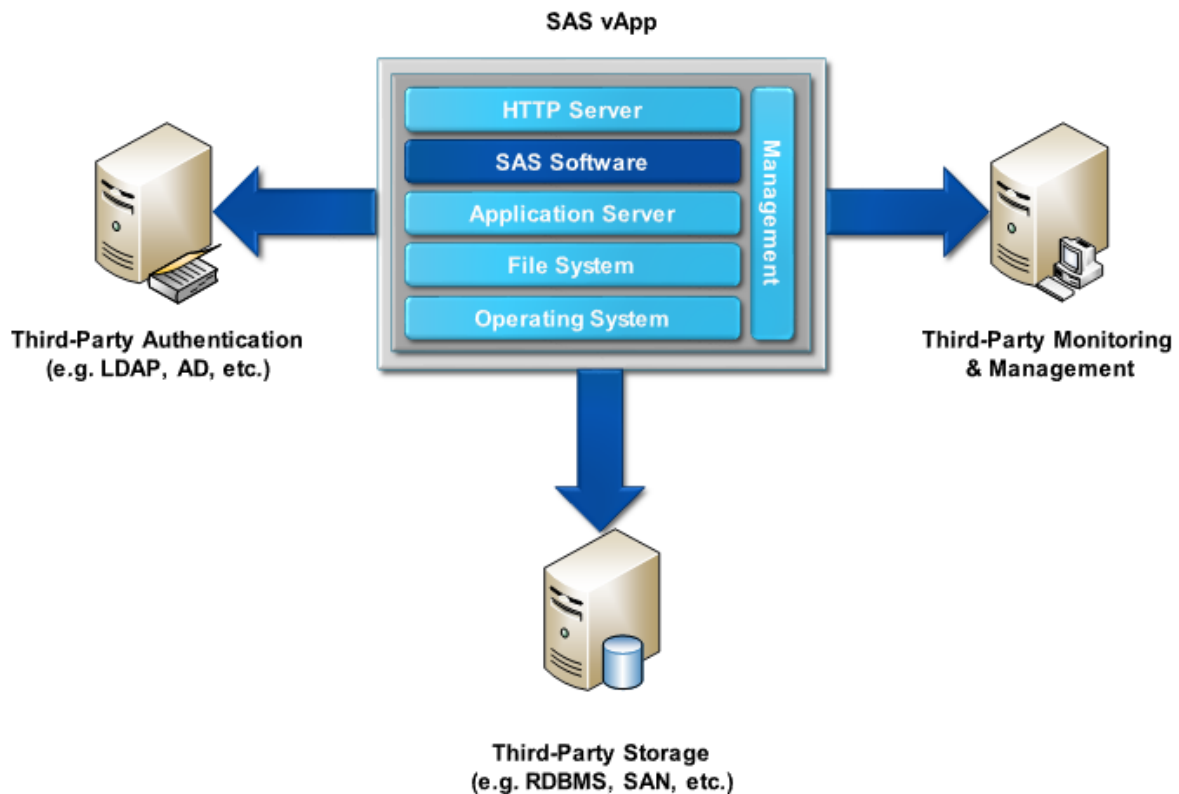 SAS vApp
HTTP Server
SAS Software
Application Server
File System
Operating System
Management
Third-Party Authentication
(e.g. LDAP, AD, etc.)
Third-Party Monitoring
& Management
Third-Party Storage
(e.g. RDBMS, SAN, etc.)